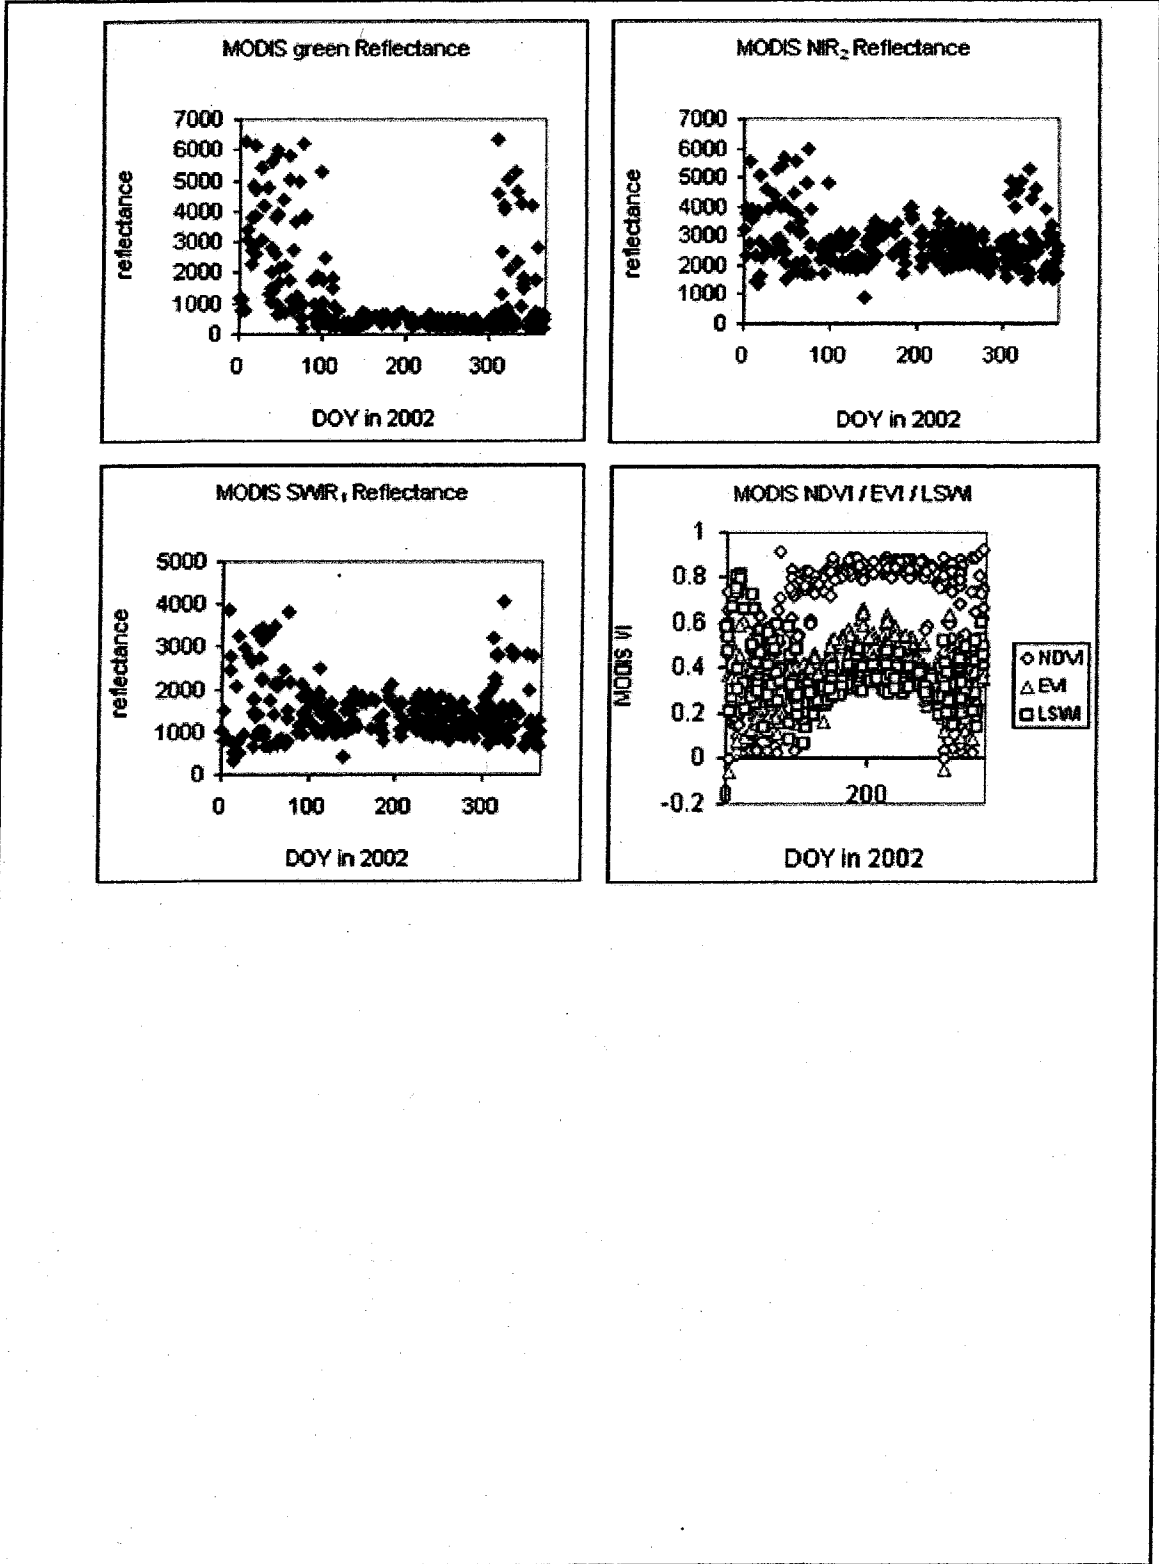 MODIS green Reflectance
7000
6000
5000
4000
3000
2000
1000
0
reflectance
0 100 200 300
DOY in 2002
MODIS NIR₂ Reflectance
7000
6000
5000
4000
3000
2000
1000
0
reflectance
0 100 200 300
DOY in 2002
MODIS SWIR₁ Reflectance
5000
4000
3000
2000
1000
0
reflectance
0 100 200 300
DOY in 2002
MODIS NDVI / EVI / LSWI
1
0.8
0.6
0.4
0.2
0
-0.2
MODIS VI
0 200
DOY in 2002
NDVI
EVI
LSWI